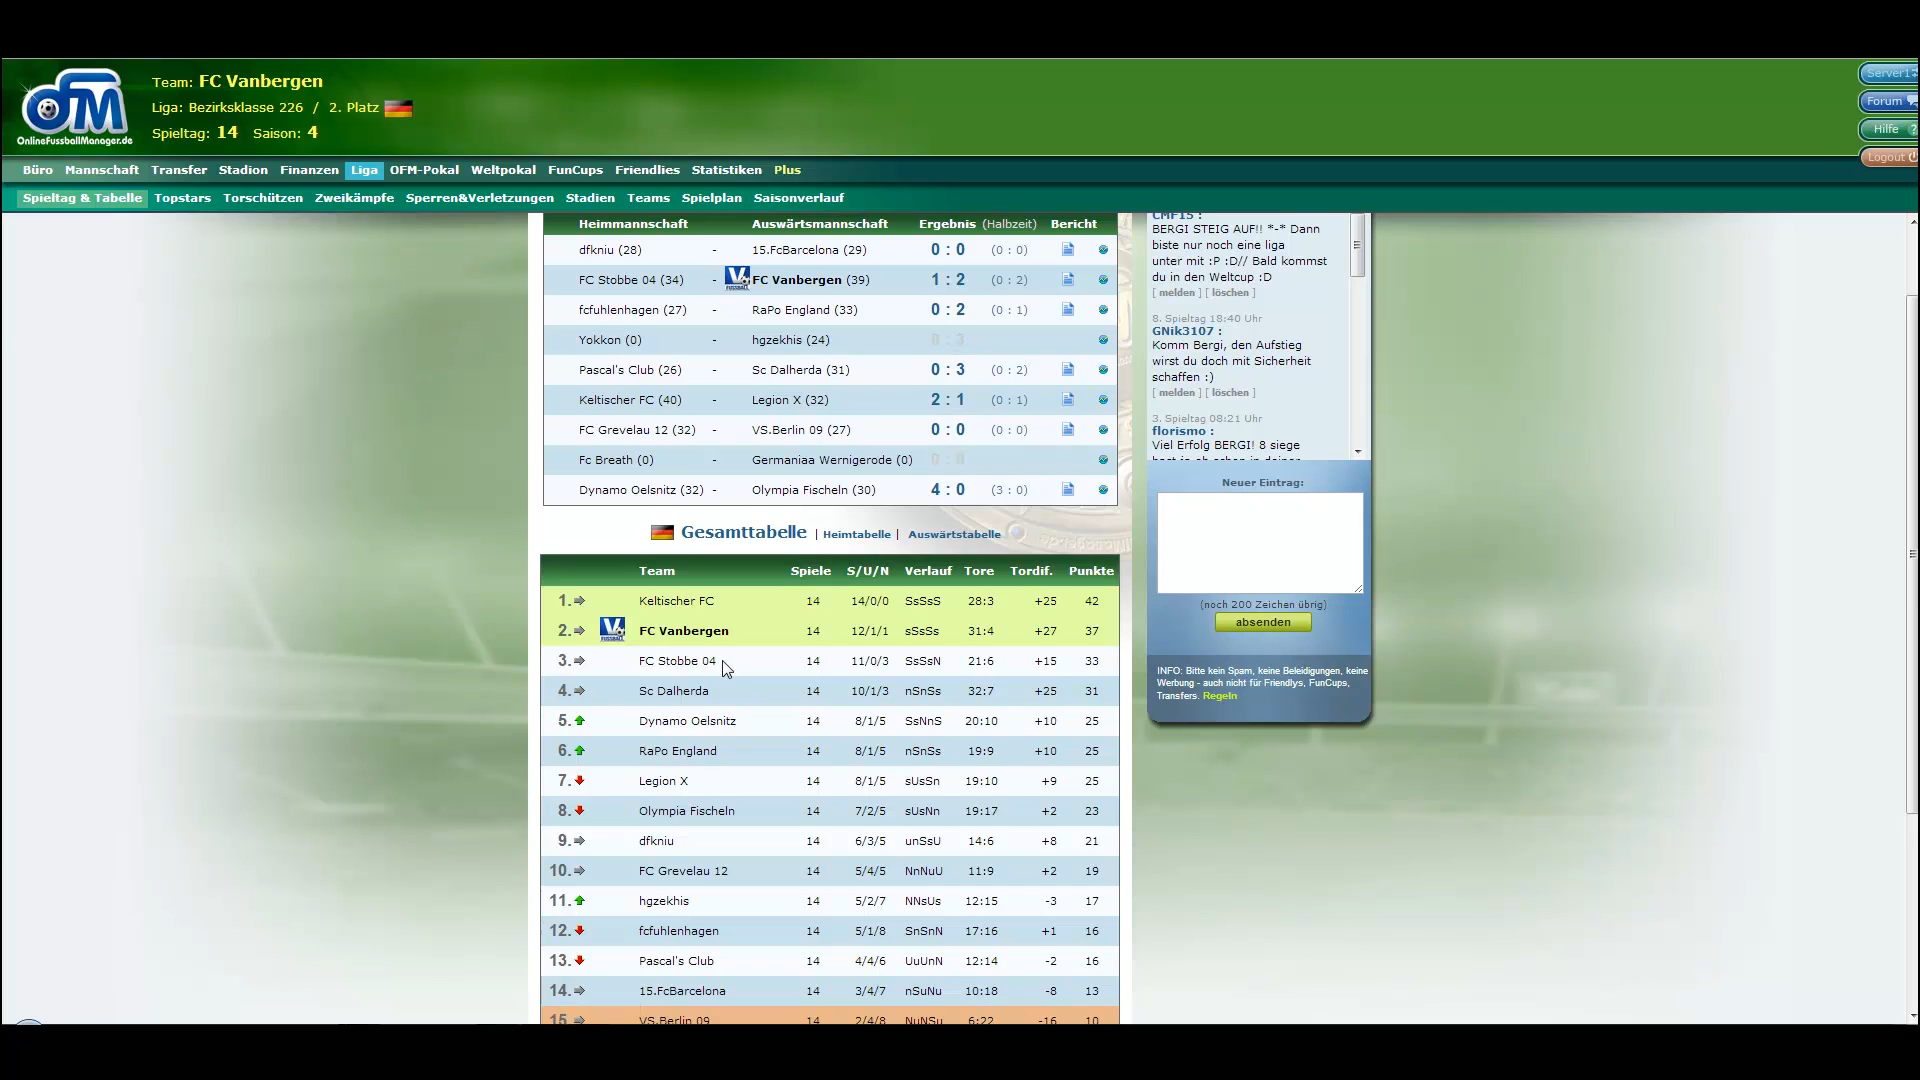 OFM
OnlineFussballManager.de
Team: FC Vanbergen
Liga: Bezirksklasse 226 / 2. Platz
Spieltag: 14 Saison: 4
Server1
Forum
Hilfe ?
Logout
Büro Mannschaft Transfer Stadion Finanzen Liga OFM-Pokal Weltpokal FunCups Friendlies Statistiken Plus
Spieltag & Tabelle Topstars Torschützen Zweikämpfe Sperren&Verletzungen Stadien Teams Spielplan Saisonverlauf
Heimmannschaft Auswärtsmannschaft Ergebnis (Halbzeit) Bericht
dfkniu (28) - 15.FcBarcelona (29) 0 : 0 (0 : 0)
FC Stobbe 04 (34) - FC Vanbergen (39) 1 : 2 (0 : 2)
fcfuhlenhagen (27) - RaPo England (33) 0 : 2 (0 : 1)
Yokkon (0) - hgzekhis (24) 0 : 3
Pascal's Club (26) - Sc Dalherda (31) 0 : 3 (0 : 2)
Keltischer FC (40) - Legion X (32) 2 : 1 (0 : 1)
FC Grevelau 12 (32) - VS.Berlin 09 (27) 0 : 0 (0 : 0)
Fc Breath (0) - Germaniaa Wernigerode (0) 0 : 0
Dynamo Oelsnitz (32) - Olympia Fischeln (30) 4 : 0 (3 : 0)
Gesamttabelle | Heimtabelle | Auswärtstabelle
Team Spiele S/U/N Verlauf Tore Tordif. Punkte
1. Keltischer FC 14 14/0/0 SsSsS 28:3 +25 42
2. FC Vanbergen 14 12/1/1 sSsSs 31:4 +27 37
3. FC Stobbe 04 14 11/0/3 SsSsN 21:6 +15 33
4. Sc Dalherda 14 10/1/3 nSnSs 32:7 +25 31
5. Dynamo Oelsnitz 14 8/1/5 SsNnS 20:10 +10 25
6. RaPo England 14 8/1/5 nSnSs 19:9 +10 25
7. Legion X 14 8/1/5 sUsSn 19:10 +9 25
8. Olympia Fischeln 14 7/2/5 sUsNn 19:17 +2 23
9. dfkniu 14 6/3/5 unSsU 14:6 +8 21
10. FC Grevelau 12 14 5/4/5 NnNuU 11:9 +2 19
11. hgzekhis 14 5/2/7 NNsUs 12:15 -3 17
12. fcfuhlenhagen 14 5/1/8 SnSnN 17:16 +1 16
13. Pascal's Club 14 4/4/6 UuUnN 12:14 -2 16
14. 15.FcBarcelona 14 3/4/7 nSuNu 10:18 -8 13
15. VS.Berlin 09 14 2/4/8 NuNSu 6:22 -16 10
CMF15 :
BERGI STEIG AUF!! *-* Dann
biste nur noch eine liga
unter mit :P :D// Bald kommst
du in den Weltcup :D
[ melden ] [ löschen ]
8. Spieltag 18:40 Uhr
GNik3107 :
Komm Bergi, den Aufstieg
wirst du doch mit Sicherheit
schaffen :)
[ melden ] [ löschen ]
3. Spieltag 08:21 Uhr
florismo :
Viel Erfolg BERGI! 8 siege
Neuer Eintrag:
(noch 200 Zeichen übrig)
absenden
INFO: Bitte kein Spam, keine Beleidigungen, keine
Werbung - auch nicht für Friendlys, FunCups,
Transfers. Regeln